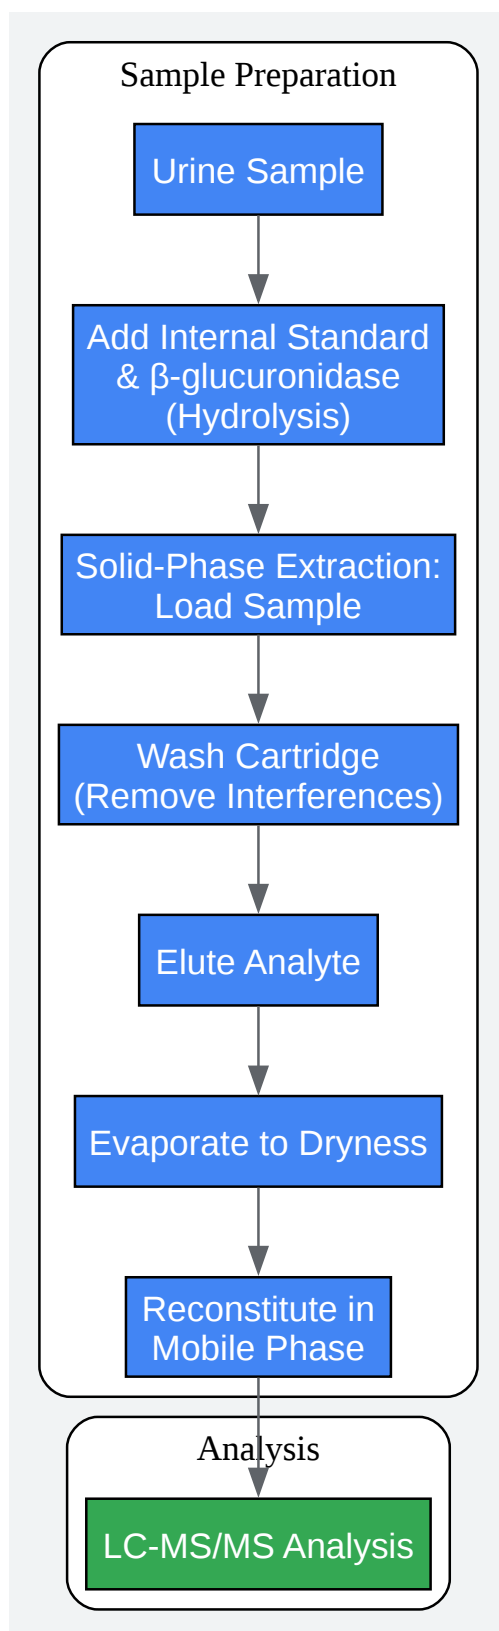 Sample Preparation
Urine Sample
Add Internal Standard
& β-glucuronidase
(Hydrolysis)
Solid-Phase Extraction:
Load Sample
Wash Cartridge
(Remove Interferences)
Elute Analyte
Evaporate to Dryness
Reconstitute in
Mobile Phase
Analysis
LC-MS/MS Analysis